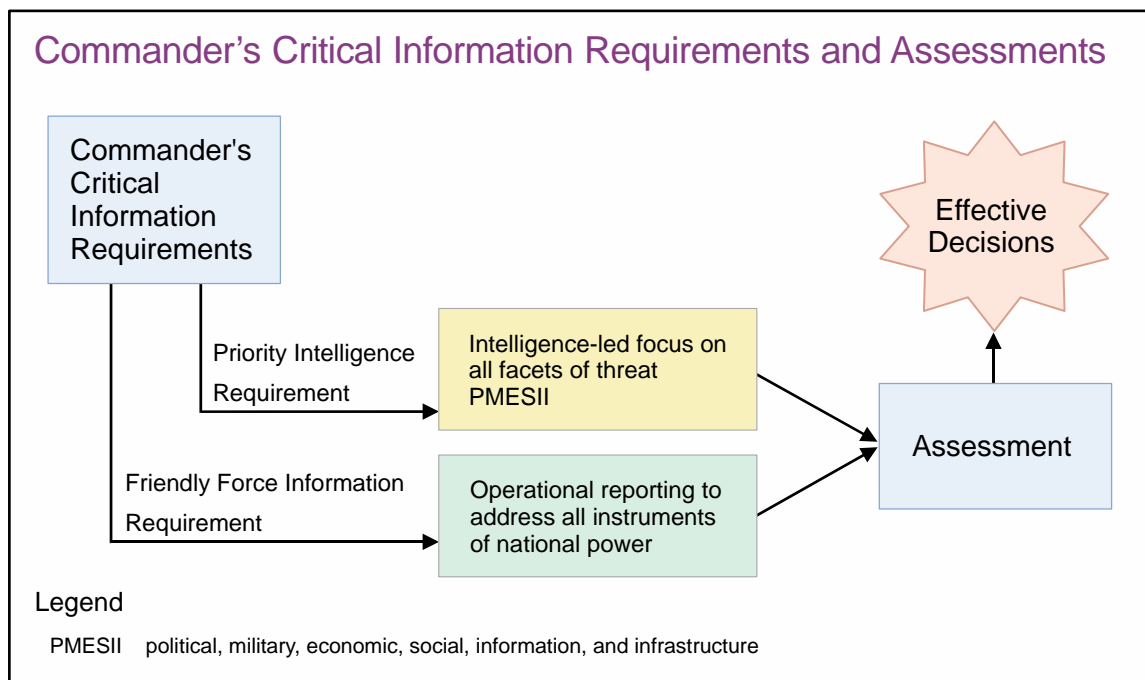 Commander’s Critical Information Requirements and Assessments
Commander's
Critical
Information
Requirements
Effective
Decisions
Priority Intelligence
Requirement
Intelligence-led focus on
all facets of threat
PMESII
Assessment
Friendly Force Information
Requirement
Operational reporting to
address all instruments
of national power
Legend
PMESII political, military, economic, social, information, and infrastructure